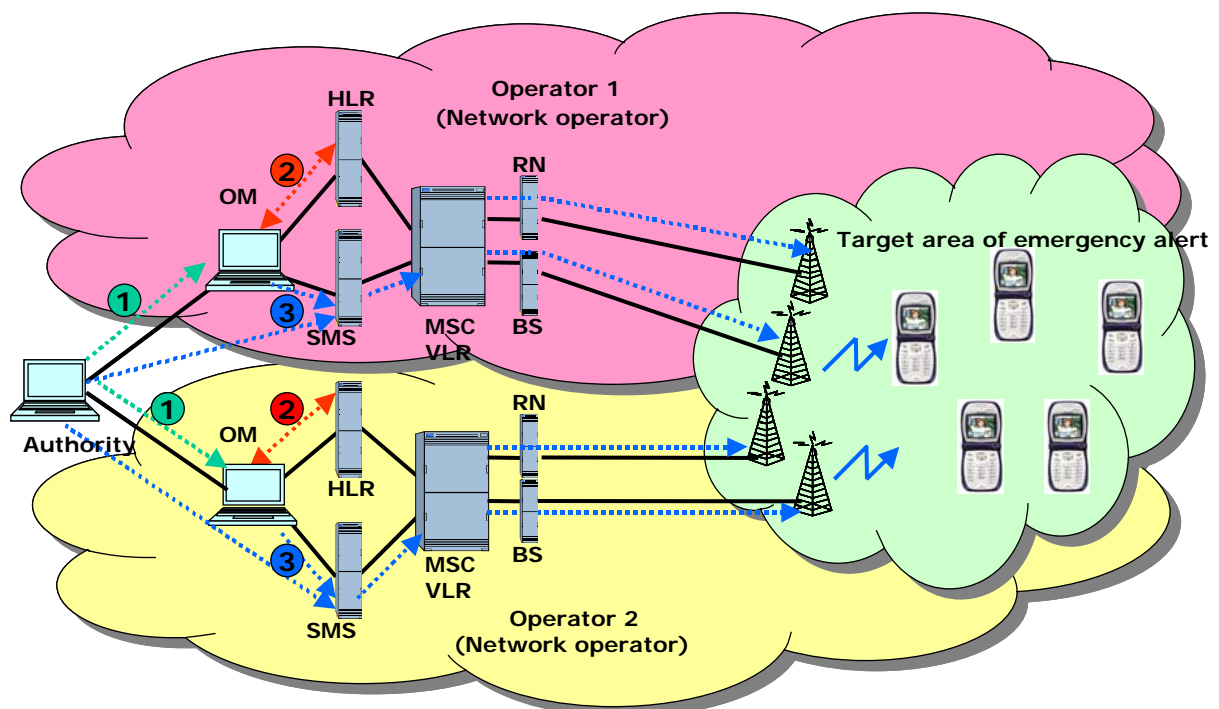 Operator 1
(Network operator)
HLR
RN
2
OM
Target area of emergency alert
1
3
SMS
MSC
VLR
BS
Authority
1
2
OM
HLR
RN
3
SMS
MSC
VLR
BS
Operator 2
(Network operator)